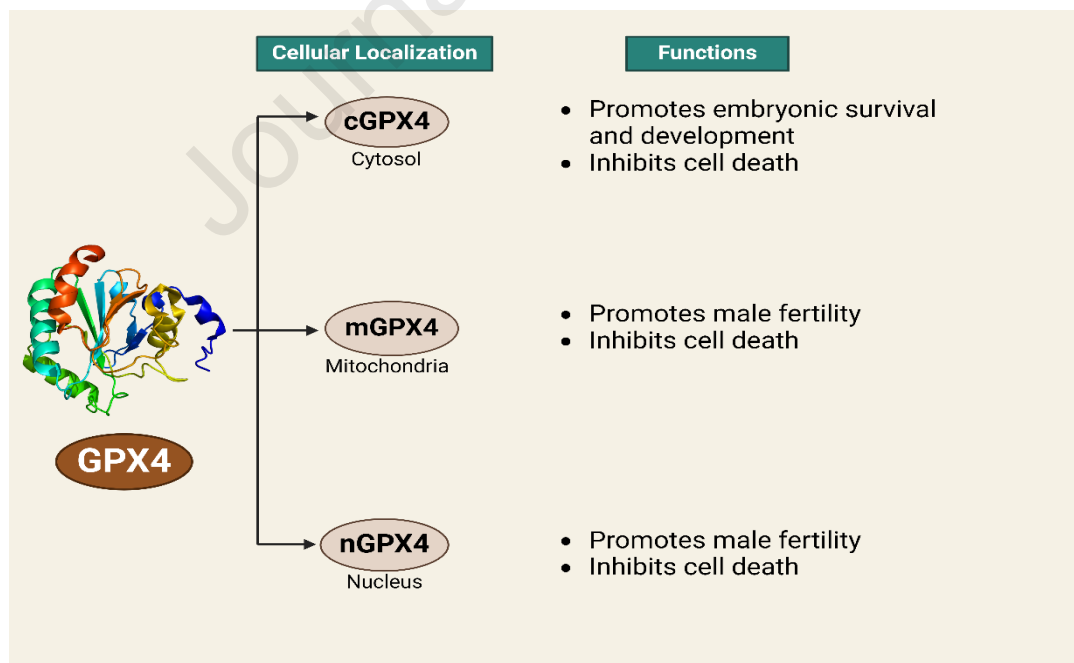 Journa
Cellular Localization
Functions
cGPX4
Cytosol
• Promotes embryonic survival
and development
• Inhibits cell death
mGPX4
Mitochondria
• Promotes male fertility
• Inhibits cell death
GPX4
nGPX4
Nucleus
• Promotes male fertility
• Inhibits cell death